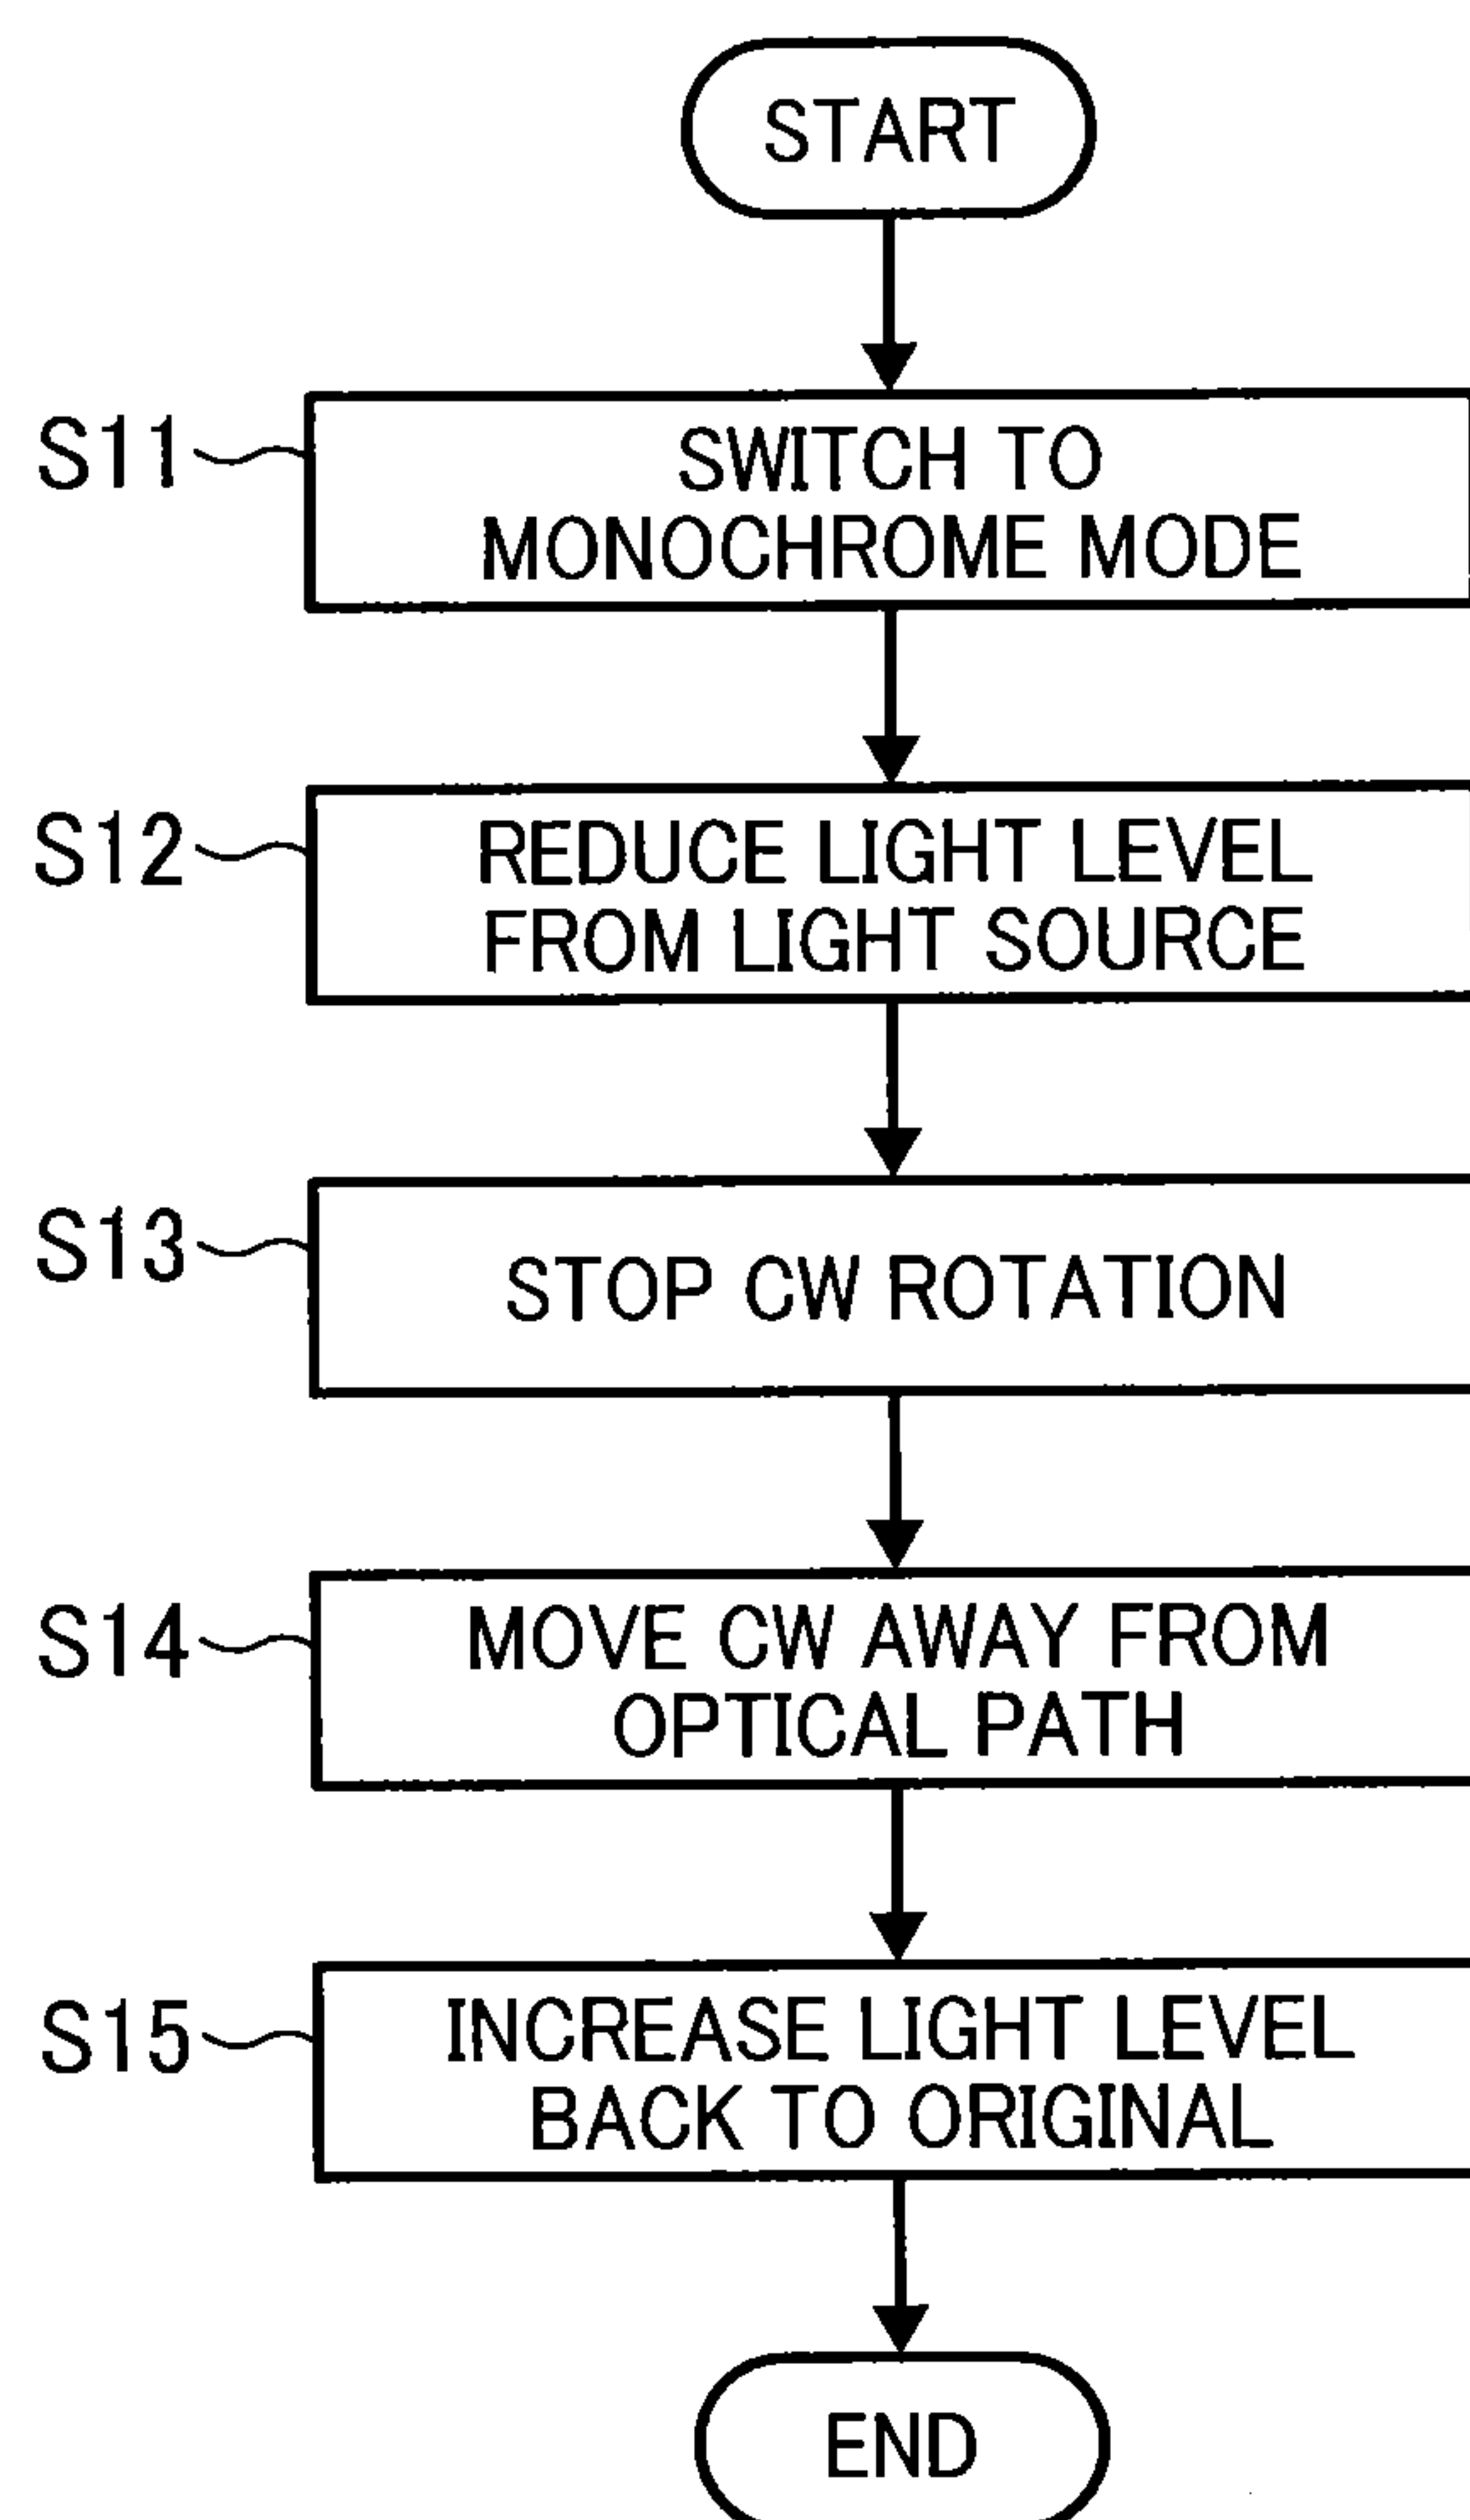 START
S11
SWITCH TO
MONOCHROME MODE
S12
REDUCE LIGHT LEVEL
FROM LIGHT SOURCE
S13
STOP CW ROTATION
S14
MOVE CW AWAY FROM
OPTICAL PATH
S15
INCREASE LIGHT LEVEL
BACK TO ORIGINAL
END